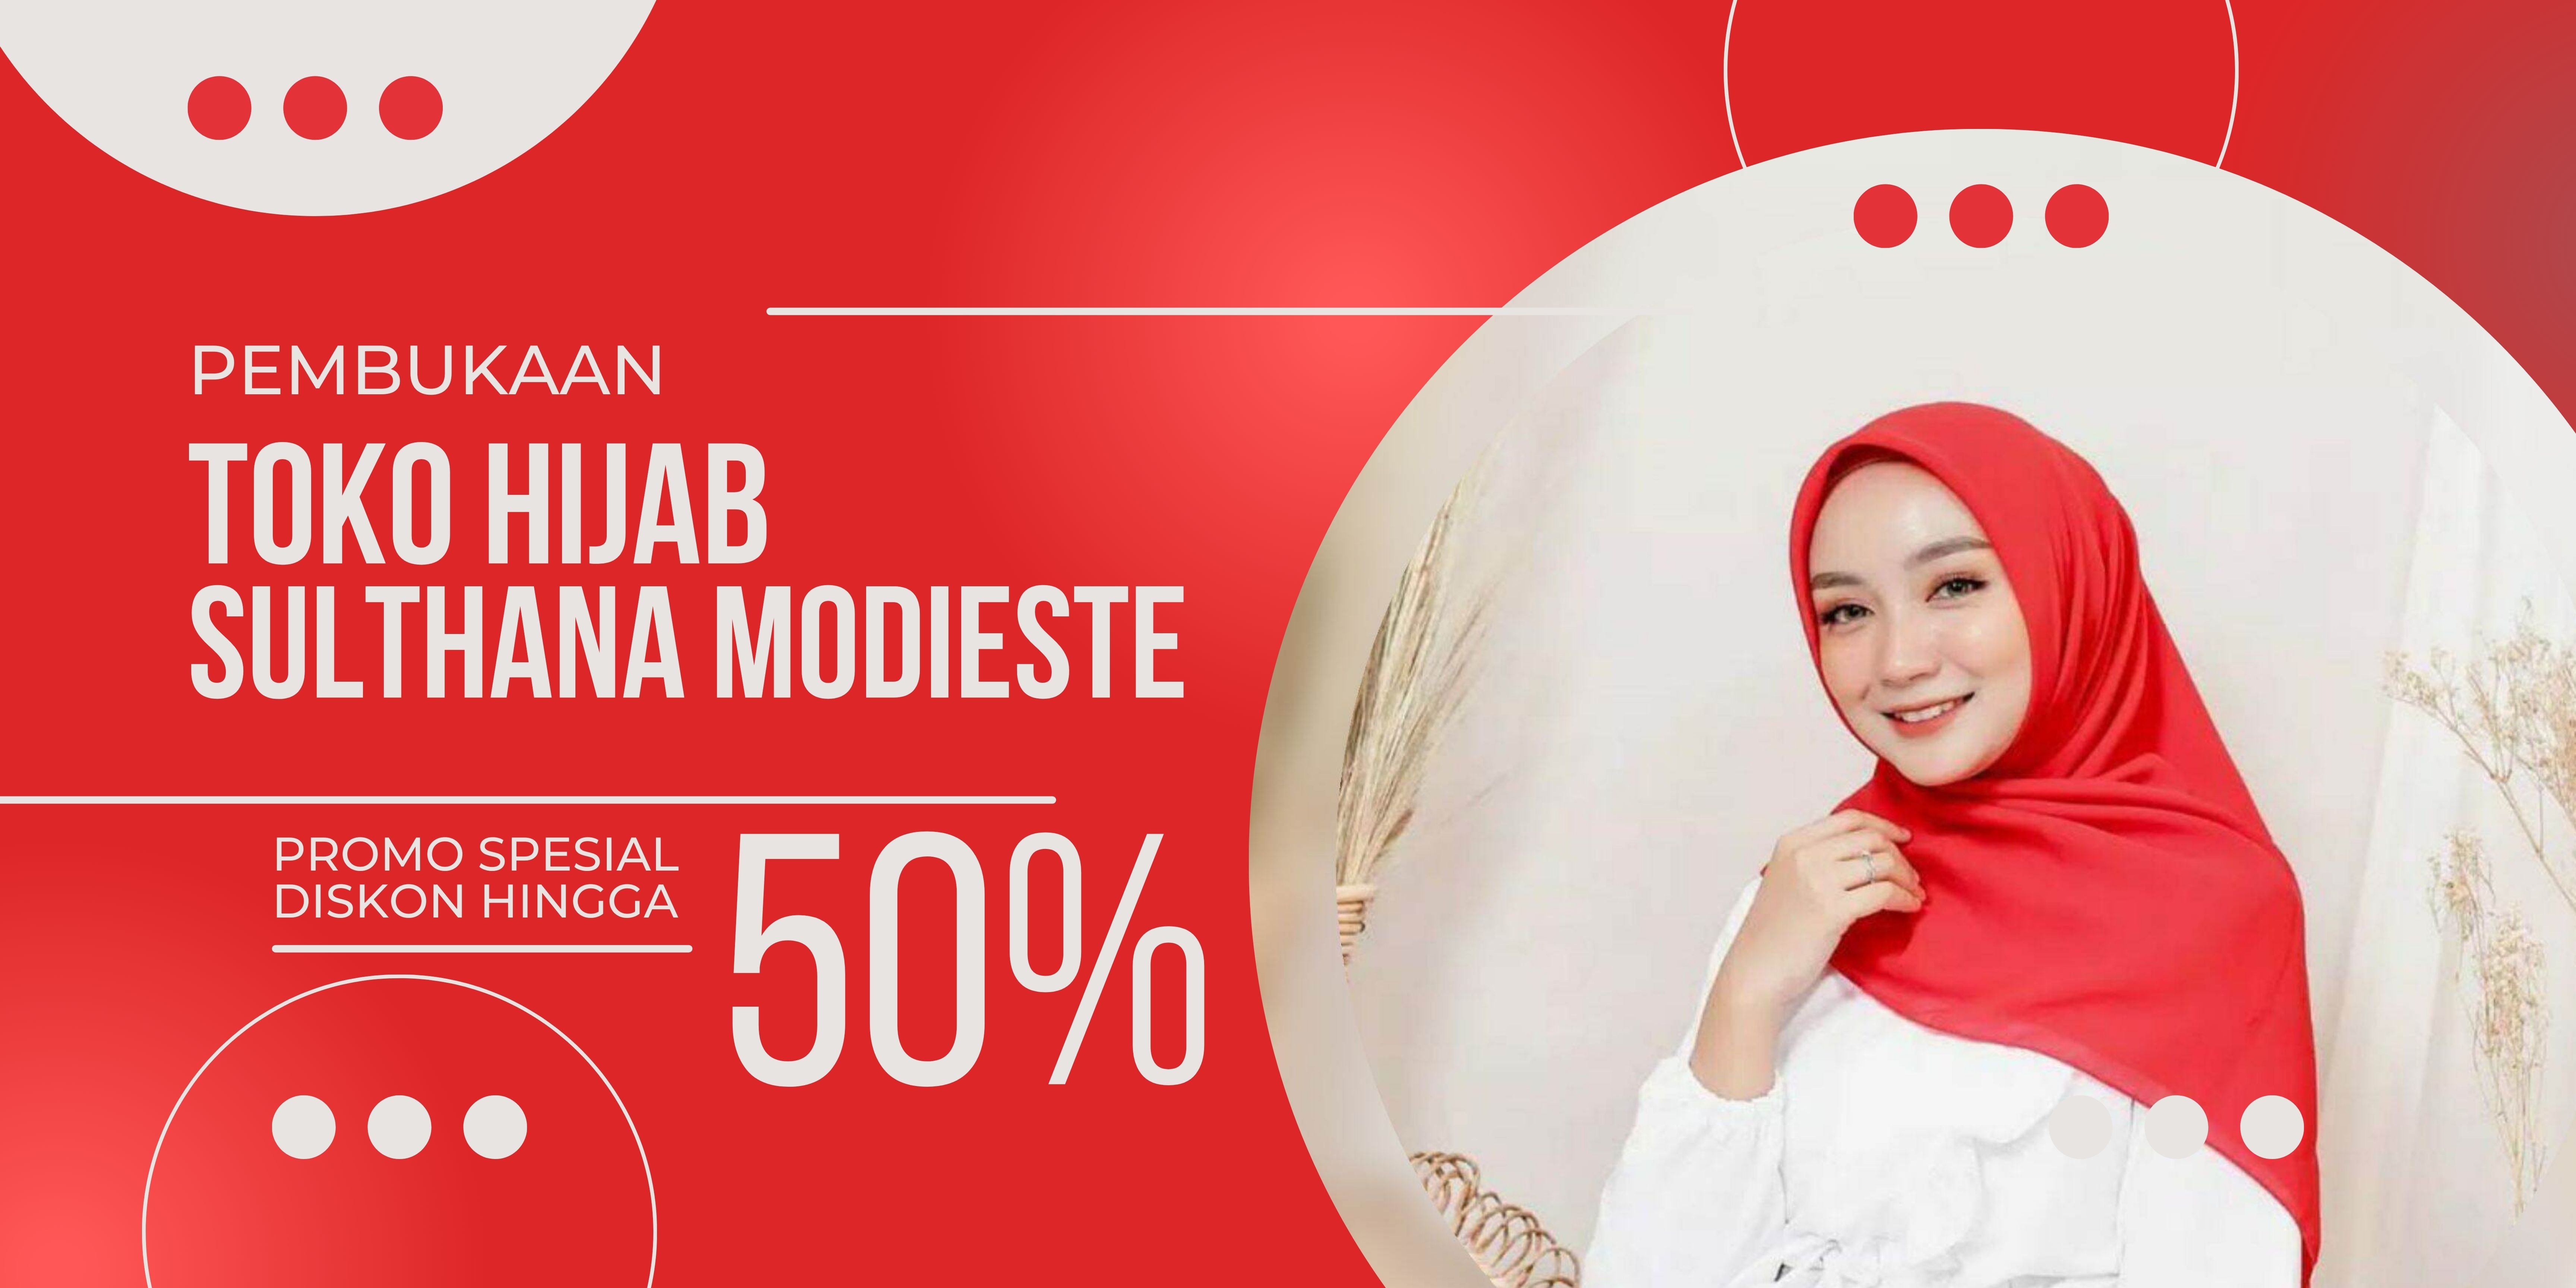 PEMBUKAAN
TOKO HIJAB
SULTHANA MODIESTE
PROMO SPESIAL
DISKON HINGGA
50%